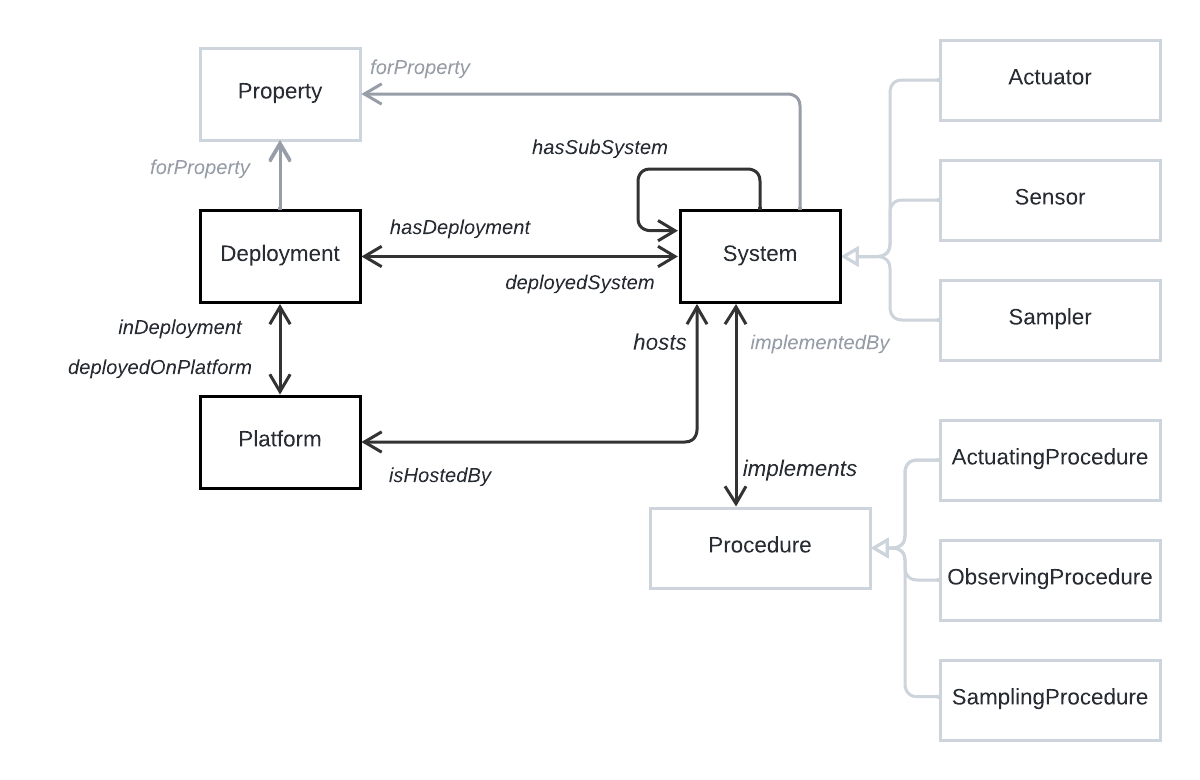 Property
forProperty
Actuator
hasSubSystem
forProperty
Sensor
hasDeployment
Deployment
System
deployedSystem
inDeployment
Sampler
hosts
implementedBy
deployedOnPlatform
Platform
isHostedBy
implements
ActuatingProcedure
Procedure
ObservingProcedure
SamplingProcedure